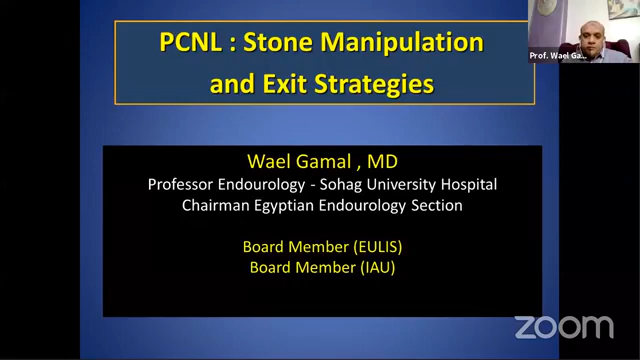 PCNL : Stone Manipulation
and Exit Strategies
Prof. Wael Ga...
Wael Gamal , MD
Professor Endourology - Sohag University Hospital
Chairman Egyptian Endourology Section
Board Member (EULIS)
Board Member (IAU)
zoom